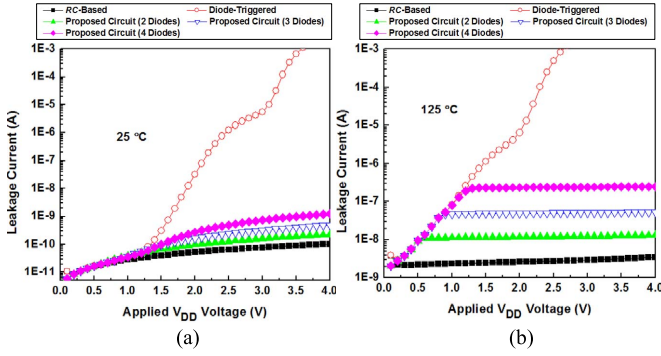 RC-Based Diode-Triggered
Proposed Circuit (2 Diodes) Proposed Circuit (3 Diodes)
Proposed Circuit (4 Diodes)
1E-3
1E-4
1E-5
1E-6
1E-7
1E-8
1E-9
1E-10
1E-11
Leakage Current (A)
25 °C
0.0 0.5 1.0 1.5 2.0 2.5 3.0 3.5 4.0
Applied VDD Voltage (V)
(a)
RC-Based Diode-Triggered
Proposed Circuit (2 Diodes) Proposed Circuit (3 Diodes)
Proposed Circuit (4 Diodes)
1E-3
1E-4
1E-5
1E-6
1E-7
1E-8
1E-9
Leakage Current (A)
125 °C
0.0 0.5 1.0 1.5 2.0 2.5 3.0 3.5 4.0
Applied VDD Voltage (V)
(b)